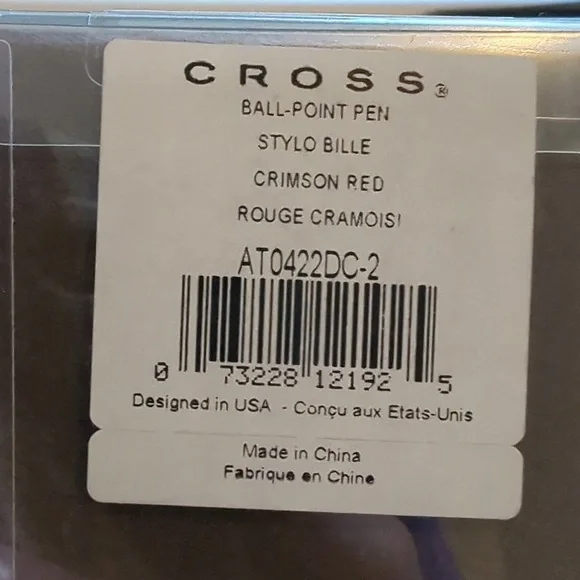 CROSS®
BALL-POINT PEN
STYLO BILLE
CRIMSON RED
ROUGE CRAMOISI
AT0422DC-2
0 73228 12192 5
Designed in USA - Conçu aux Etats-Unis
Made in China
Fabrique en Chine